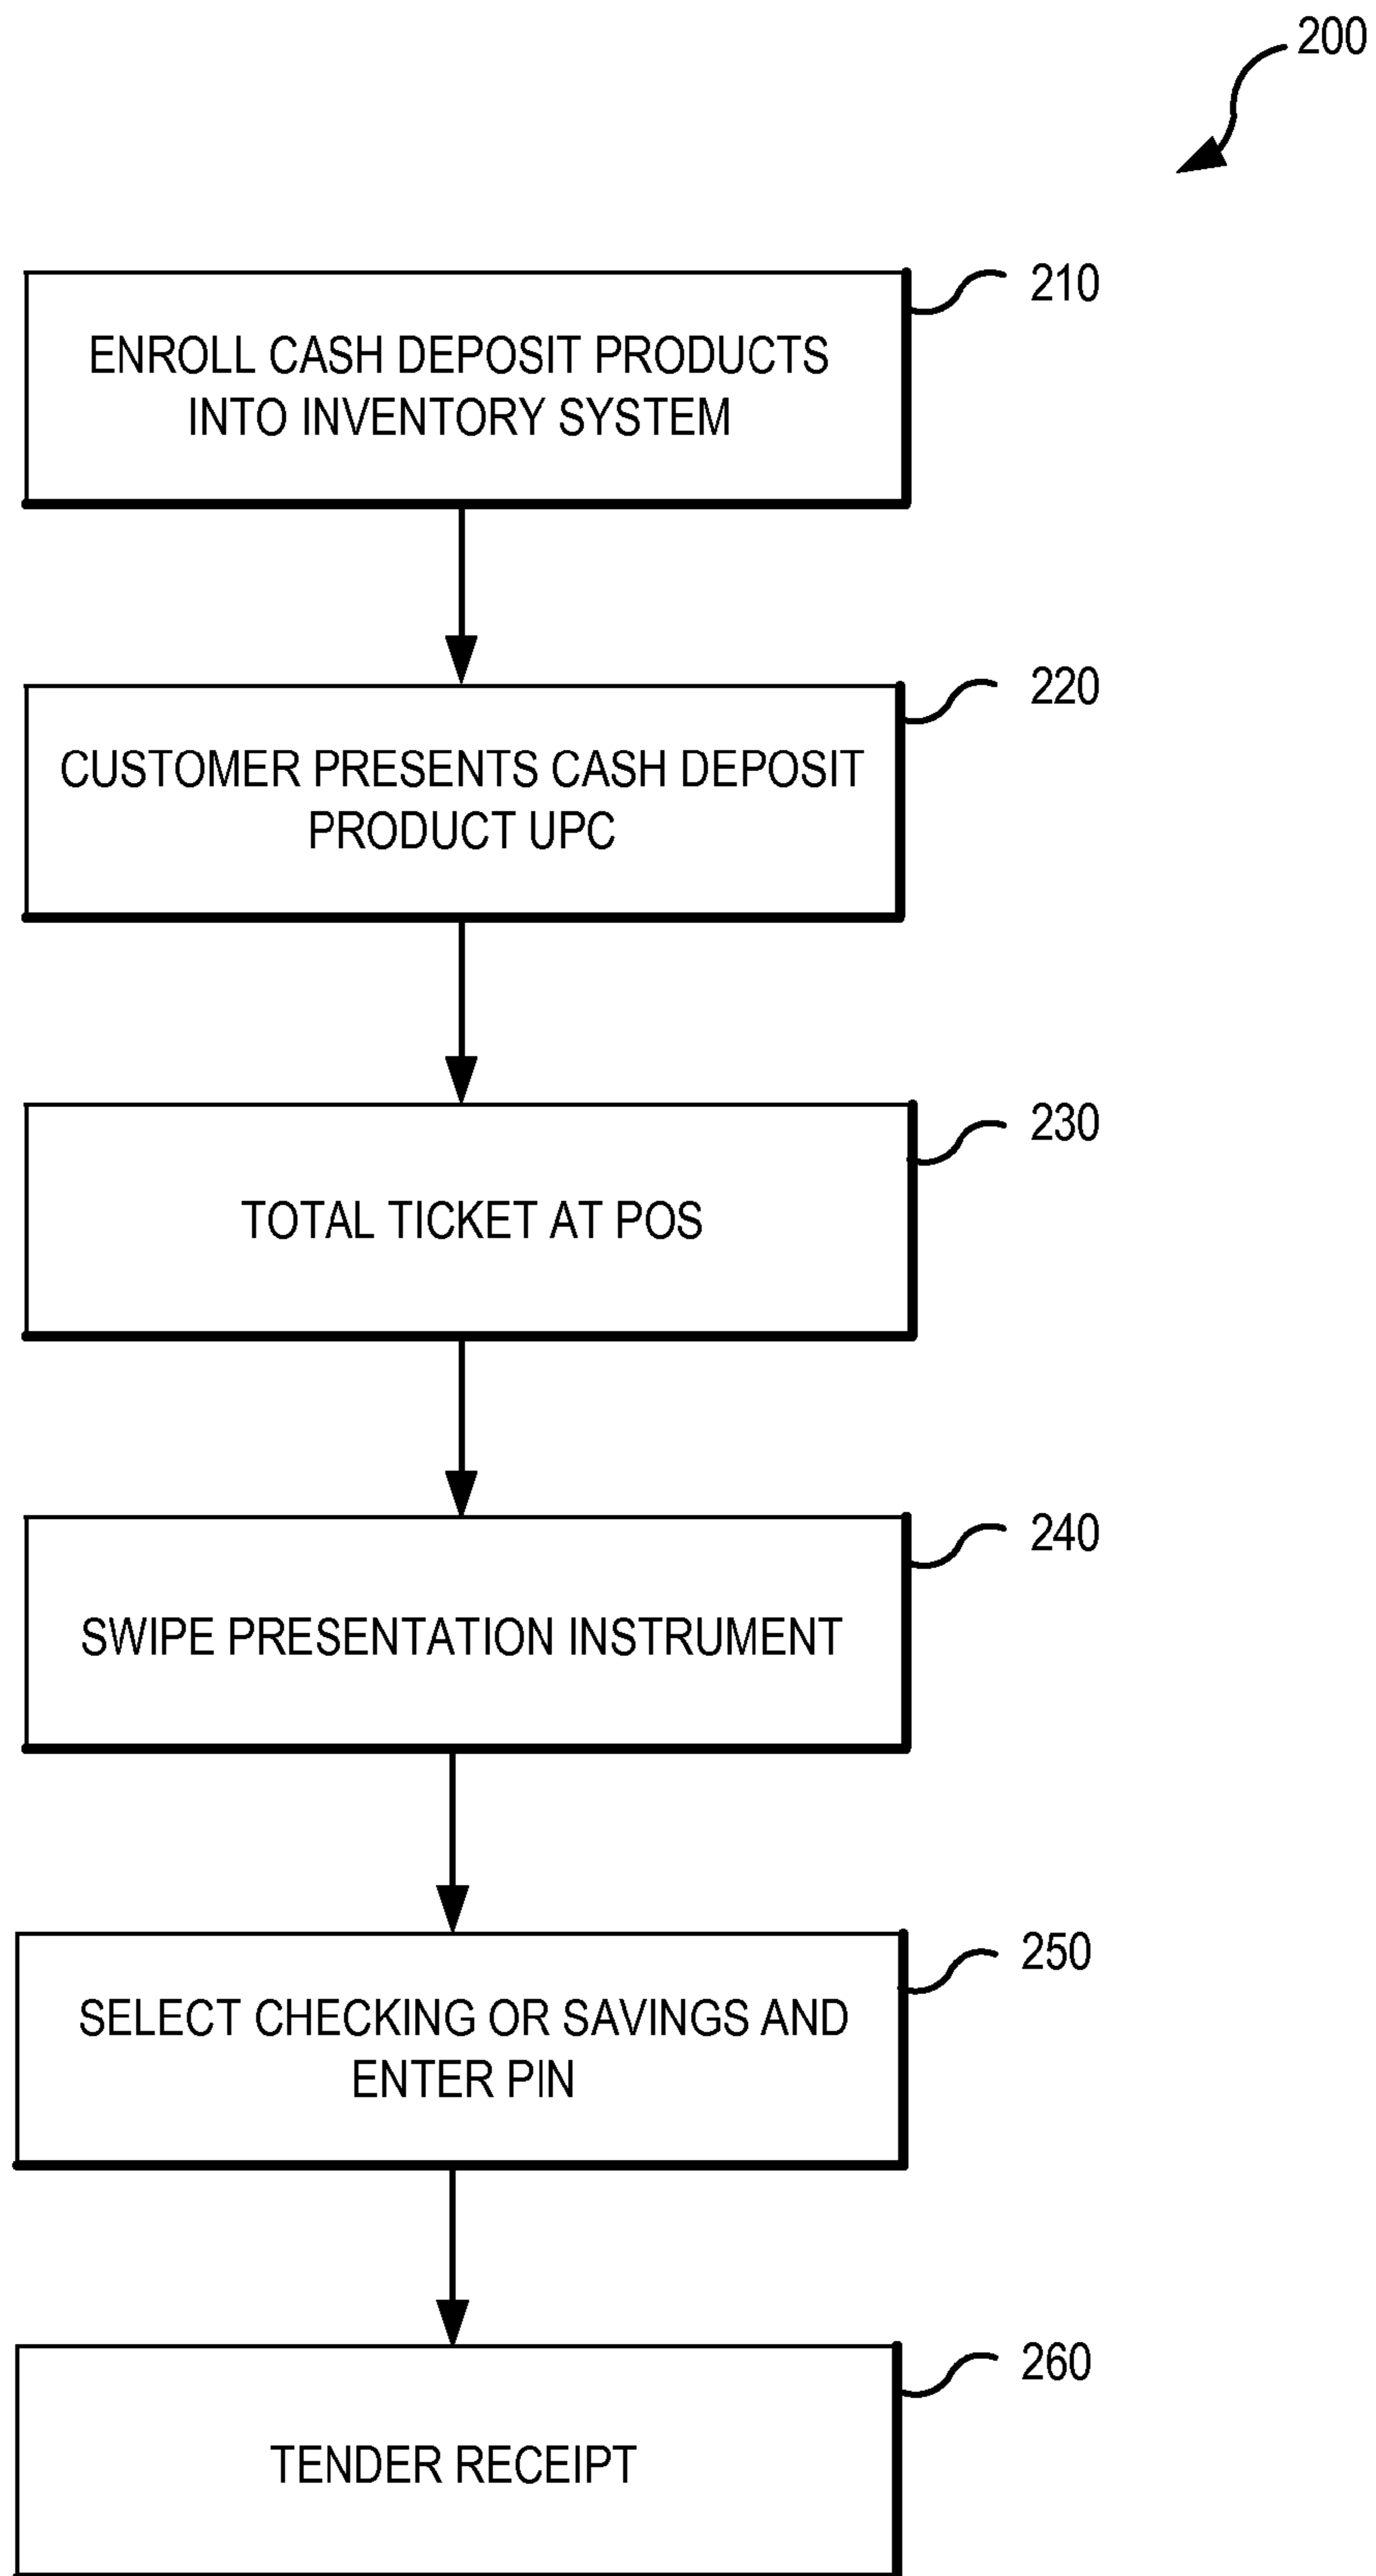 200
210
ENROLL CASH DEPOSIT PRODUCTS
INTO INVENTORY SYSTEM
220
CUSTOMER PRESENTS CASH DEPOSIT
PRODUCT UPC
230
TOTAL TICKET AT POS
240
SWIPE PRESENTATION INSTRUMENT
250
SELECT CHECKING OR SAVINGS AND
ENTER PIN
260
TENDER RECEIPT